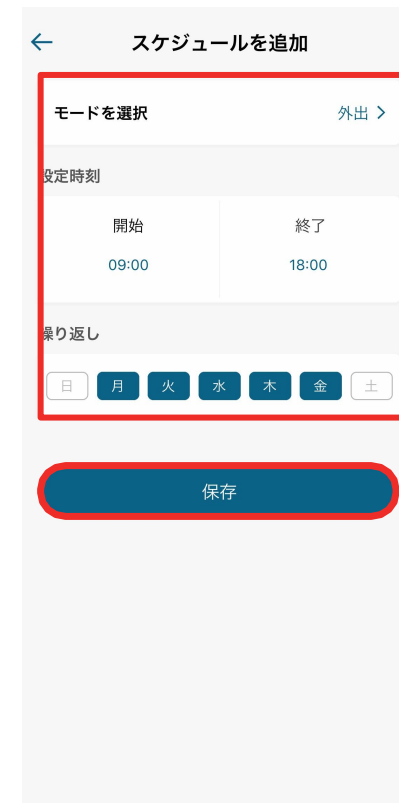 スケジュールを追加
モードを選択 外出
設定時刻
開始 終了
09:00 18:00
繰り返し
日 月 火 水 木 金 土
保存